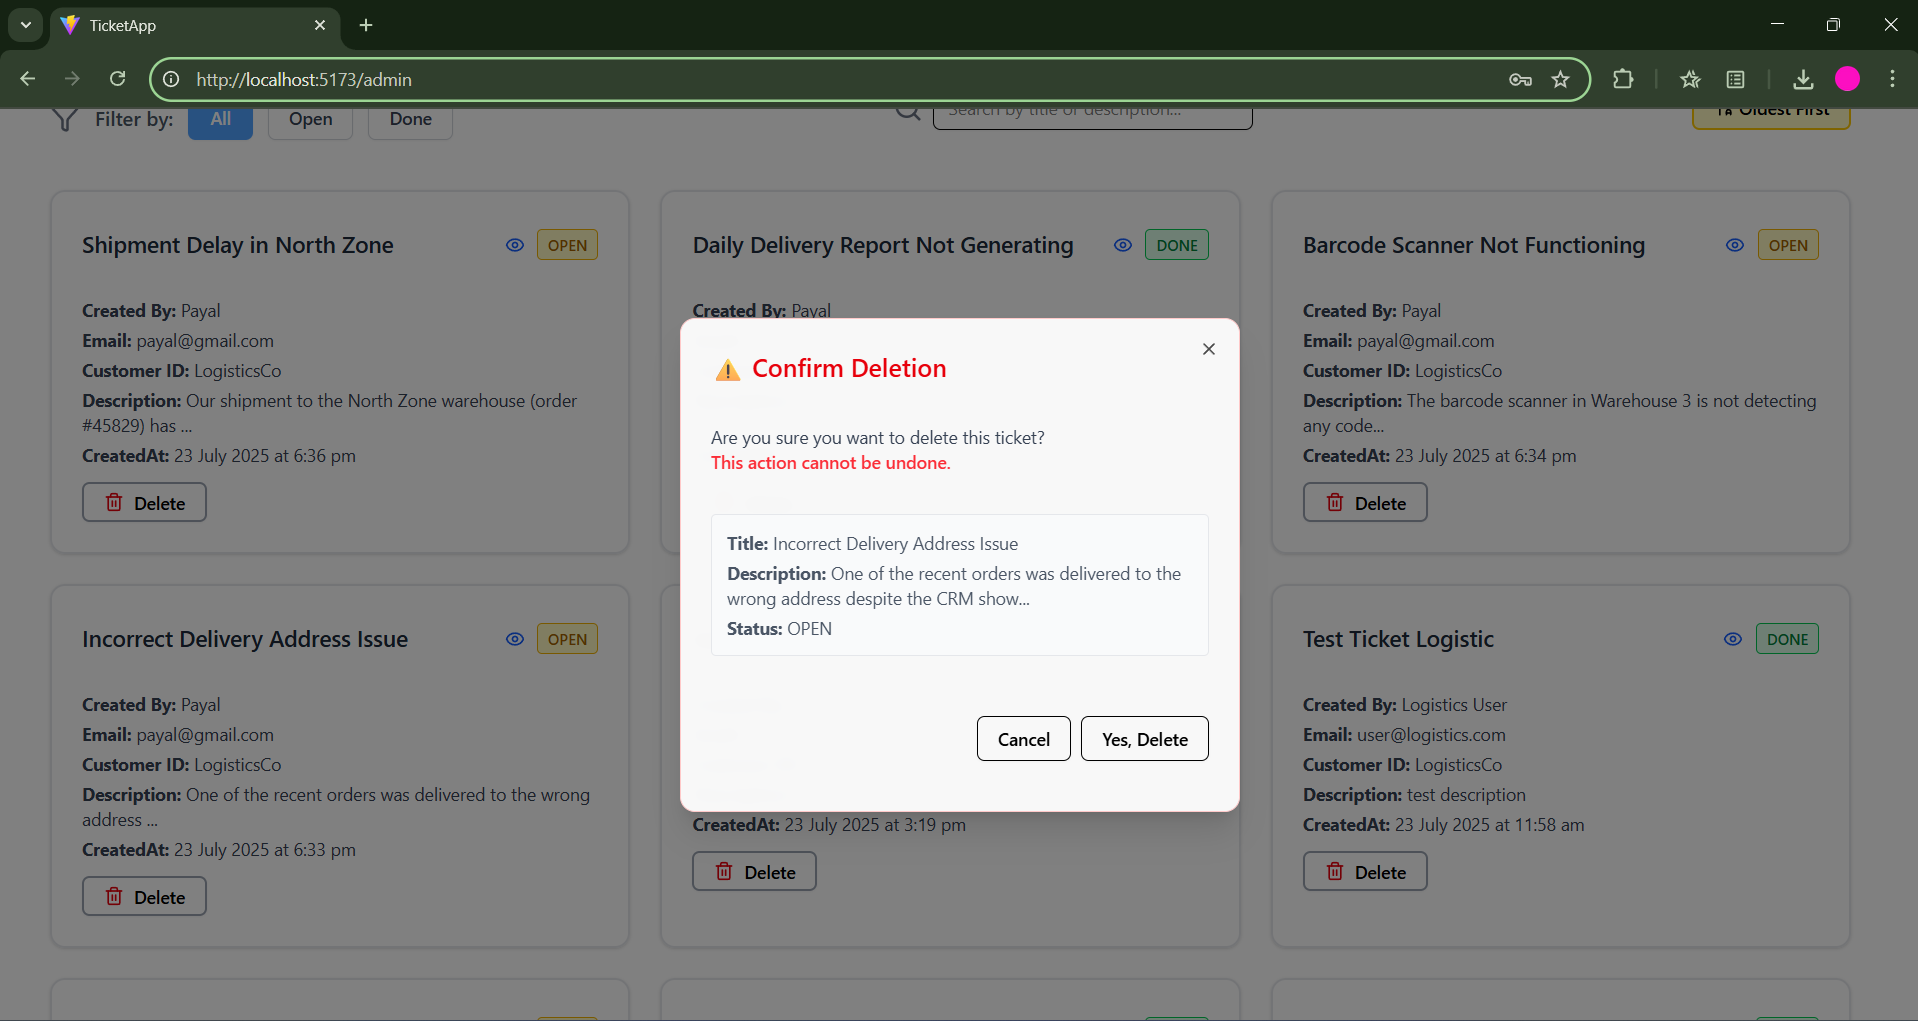 TicketApp
http://localhost:5173/admin
Filter by:
All
Open
Done
Search by title or description...
Oldest First
Shipment Delay in North Zone
OPEN
Created By: Payal
Email: payal@gmail.com
Customer ID: LogisticsCo
Description: Our shipment to the North Zone warehouse (order
#45829) has ...
CreatedAt: 23 July 2025 at 6:36 pm
Delete
Daily Delivery Report Not Generating
DONE
Created By: Payal
Barcode Scanner Not Functioning
OPEN
Created By: Payal
Email: payal@gmail.com
Customer ID: LogisticsCo
Description: The barcode scanner in Warehouse 3 is not detecting
any code...
CreatedAt: 23 July 2025 at 6:34 pm
Delete
Confirm Deletion
Are you sure you want to delete this ticket?
This action cannot be undone.
Title: Incorrect Delivery Address Issue
Description: One of the recent orders was delivered to the
wrong address despite the CRM show...
Status: OPEN
Cancel
Yes, Delete
Incorrect Delivery Address Issue
OPEN
Created By: Payal
Email: payal@gmail.com
Customer ID: LogisticsCo
Description: One of the recent orders was delivered to the wrong
address ...
CreatedAt: 23 July 2025 at 6:33 pm
Delete
CreatedAt: 23 July 2025 at 3:19 pm
Delete
Test Ticket Logistic
DONE
Created By: Logistics User
Email: user@logistics.com
Customer ID: LogisticsCo
Description: test description
CreatedAt: 23 July 2025 at 11:58 am
Delete